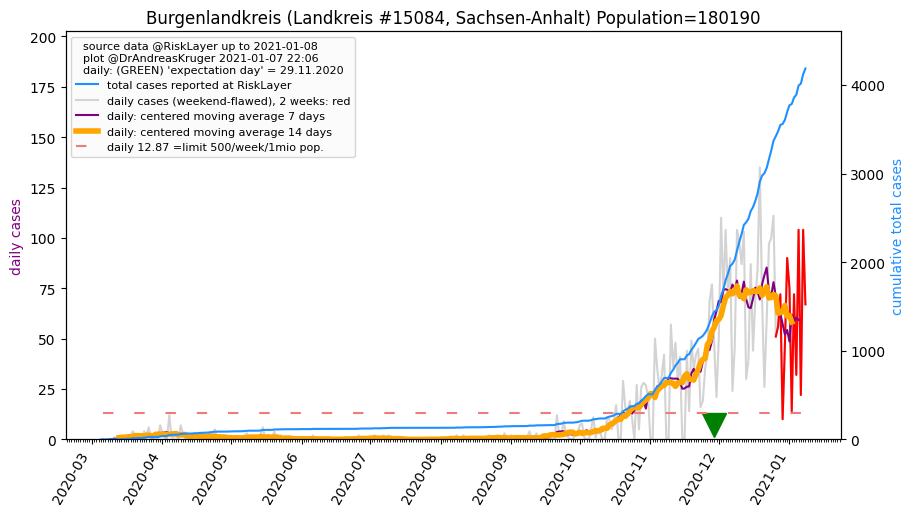 Burgenlandkreis (Landkreis #15084, Sachsen-Anhalt) Population=180190
source data @RiskLayer up to 2021-01-08
plot @DrAndreasKruger 2021-01-07 22:06
daily: (GREEN) 'expectation day' = 29.11.2020
total cases reported at RiskLayer
daily cases (weekend-flawed), 2 weeks: red
daily: centered moving average 7 days
daily: centered moving average 14 days
daily 12.87 =limit 500/week/1mio pop.
daily cases
200
175
150
125
100
75
50
25
0
4000
3000
2000
1000
0
cumulative total cases
2020-03
2020-04
2020-05
2020-06
2020-07
2020-08
2020-09
2020-10
2020-11
2020-12
2021-01